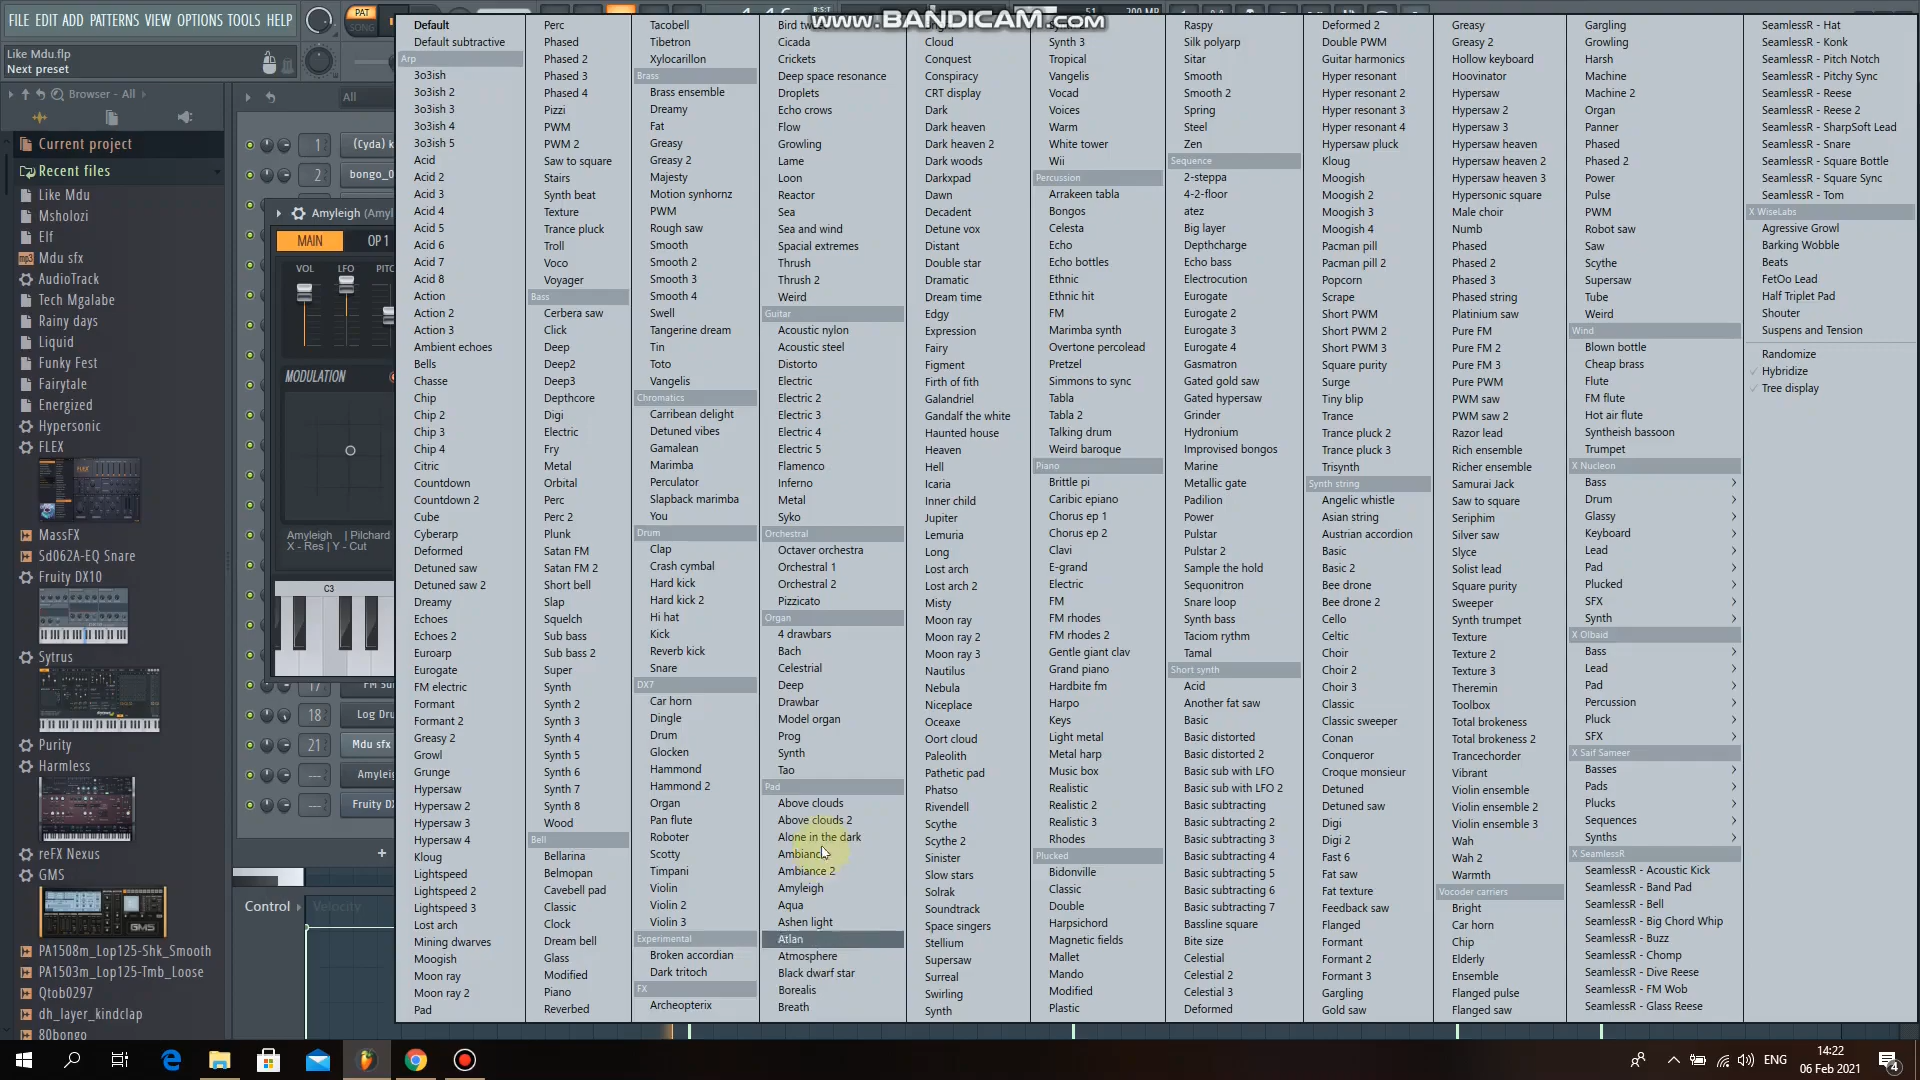 FILE EDIT ADD PATTERNS VIEW OPTIONS TOOLS HELP
PAT
SONG
www.BANDICAM.com
Like Mdu.flp
Next preset
Browser - All
All
Current project
Recent files
Like Mdu
Msholozi
Elf
Mdu sfx
AudioTrack
Tech Mgalabe
Rainy days
Liquid
Funky Fest
Fairytale
Energized
Hypersonic
FLEX
MassFX
Sd062A-EQ Snare
Fruity DX10
Sytrus
Purity
Harmless
reFX Nexus
GMS
PA1508m_Lop125-Shk_Smooth
PA1503m_Lop125-Tmb_Loose
Qtob0297
dh_layer_kindclap
80bongo
1
(Cyda) k
2
bongo_0
Amyleigh (Amyl
MAIN
OP 1
VOL
LFO
PITC
MODULATION
Amyleigh | Pilchard
X - Res | Y - Cut
C3
17
18
Log Dru
21
Mdu sfx
---
Amyleig
---
Fruity DX
Control
Velocity
Default
Default subtractive
Arp
3o3ish
3o3ish 2
3o3ish 3
3o3ish 4
3o3ish 5
Acid
Acid 2
Acid 3
Acid 4
Acid 5
Acid 6
Acid 7
Acid 8
Action
Action 2
Action 3
Ambient echoes
Bells
Chasse
Chip
Chip 2
Chip 3
Chip 4
Citric
Countdown
Countdown 2
Cube
Cyberarp
Deformed
Detuned saw
Detuned saw 2
Dreamy
Echoes
Echoes 2
Euroarp
Eurogate
FM electric
Formant
Formant 2
Greasy 2
Growl
Grunge
Hypersaw
Hypersaw 2
Hypersaw 3
Hypersaw 4
Kloug
Lightspeed
Lightspeed 2
Lightspeed 3
Lost arch
Mining dwarves
Moogish
Moon ray
Moon ray 2
Pad
Perc
Phased
Phased 2
Phased 3
Phased 4
Pizzi
PWM
PWM 2
Saw to square
Stairs
Synth beat
Texture
Trance pluck
Troll
Voco
Voyager
Bass
Cerbera saw
Click
Deep
Deep2
Deep3
Depthcore
Digi
Electric
Fry
Metal
Orbital
Perc
Perc 2
Plunk
Satan FM
Satan FM 2
Short bell
Slap
Squelch
Sub bass
Sub bass 2
Super
Synth
Synth 2
Synth 3
Synth 4
Synth 5
Synth 6
Synth 7
Synth 8
Wood
Bell
Bellarina
Belmopan
Cavebell pad
Classic
Clock
Dream bell
Glass
Modified
Piano
Reverbed
Tacobell
Tibetron
Xylocarillon
Brass
Brass ensemble
Dreamy
Fat
Greasy
Greasy 2
Majesty
Motion synhornz
PWM
Rough saw
Smooth
Smooth 2
Smooth 3
Smooth 4
Swell
Tangerine dream
Tin
Toto
Vangelis
Chromatics
Carribean delight
Detuned vibes
Gamalean
Marimba
Perculator
Slapback marimba
You
Drum
Clap
Crash cymbal
Hard kick
Hard kick 2
Hi hat
Kick
Reverb kick
Snare
DX7
Car horn
Dingle
Drum
Glocken
Hammond
Hammond 2
Organ
Pan flute
Roboter
Scotty
Timpani
Violin
Violin 2
Violin 3
Experimental
Broken accordian
Dark tritoch
FX
Archeopterix
Cicada
Crickets
Deep space resonance
Droplets
Echo crows
Flow
Growling
Lame
Loon
Reactor
Sea
Sea and wind
Spacial extremes
Thrush
Thrush 2
Weird
Guitar
Acoustic nylon
Acoustic steel
Distorto
Electric
Electric 2
Electric 3
Electric 4
Electric 5
Flamenco
Inferno
Metal
Syko
Orchestral
Octaver orchestra
Orchestral 1
Orchestral 2
Pizzicato
Organ
4 drawbars
Bach
Celestrial
Deep
Drawbar
Model organ
Prog
Synth
Tao
Pad
Above clouds
Above clouds 2
Alone in the dark
Ambiance
Ambiance 2
Amyleigh
Aqua
Ashen light
Atlan
Atmosphere
Black dwarf star
Borealis
Breath
Cloud
Conquest
Conspiracy
CRT display
Dark
Dark heaven
Dark heaven 2
Dark woods
Darkxpad
Dawn
Decadent
Detune vox
Distant
Double star
Dramatic
Dream time
Edgy
Expression
Fairy
Figment
Firth of fith
Galandriel
Gandalf the white
Haunted house
Heaven
Hell
Icaria
Inner child
Jupiter
Lemuria
Long
Lost arch
Lost arch 2
Misty
Moon ray
Moon ray 2
Moon ray 3
Nautilus
Nebula
Niceplace
Oceaxe
Oort cloud
Paleolith
Pathetic pad
Phatso
Rivendell
Scythe
Scythe 2
Sinister
Slow stars
Solrak
Soundtrack
Space sirens
Stellium
Supersaw
Surreal
Swirling
Synth
Synth 3
Tropical
Vangelis
Vocad
Voices
Warm
White tower
Wii
Percussion
Arrakeen tabla
Bongos
Celesta
Echo
Echo bottles
Ethnic
Ethnic hit
FM
Marimba synth
Overtone percolead
Pretzel
Simmons to sync
Tabla
Tabla 2
Talking drum
Weird baroque
Piano
Brittle pi
Caribic epiano
Chorus ep 1
Chorus ep 2
Clavi
E-grand
Electric
FM
FM rhodes
FM rhodes 2
Gentle giant clav
Grand piano
Hardbite fm
Harpo
Keys
Light metal
Metal harp
Music box
Realistic
Realistic 2
Realistic 3
Rhodes
Plucked
Bidonville
Classic
Double
Harpsichord
Magnetic fields
Mallet
Mando
Modified
Plastic
Raspy
Silk polyarp
Sitar
Smooth
Smooth 2
Spring
Steel
Zen
Sequence
2-steppa
4-2-floor
atez
Big layer
Depthcharge
Echo bass
Electrocution
Eurogate
Eurogate 2
Eurogate 3
Eurogate 4
Gasmatron
Gated gold saw
Gated hypersaw
Grinder
Hydronium
Improvised bongos
Marine
Metallic gate
Padilion
Power
Pulstar
Pulstar 2
Sample the hold
Sequonitron
Snare loop
Synth bass
Taciom rythm
Tamal
Short synth
Acid
Another fat saw
Basic
Basic distorted
Basic distorted 2
Basic sub with LFO
Basic sub with LFO 2
Basic subtracting
Basic subtracting 2
Basic subtracting 3
Basic subtracting 4
Basic subtracting 5
Basic subtracting 6
Basic subtracting 7
Bassline square
Bite size
Celestial
Celestial 2
Celestial 3
Deformed
Deformed 2
Double PWM
Guitar harmonics
Hyper resonant
Hyper resonant 2
Hyper resonant 3
Hyper resonant 4
Hypersaw pluck
Kloug
Moogish
Moogish 2
Moogish 3
Moogish 4
Pacman pill
Pacman pill 2
Popcorn
Scrape
Short PWM
Short PWM 2
Short PWM 3
Square purity
Surge
Tiny blip
Trance
Trance pluck 2
Trance pluck 3
Trisynth
Synth string
Angelic whistle
Asian string
Austrian accordion
Basic
Basic 2
Bee drone
Bee drone 2
Cello
Celtic
Choir
Choir 2
Choir 3
Classic
Classic sweeper
Conan
Conqueror
Croque monsieur
Detuned
Detuned saw
Digi
Digi 2
Fast 6
Fat saw
Fat texture
Feedback saw
Flanged
Formant
Formant 2
Formant 3
Gargling
Gold saw
Greasy
Greasy 2
Hollow keyboard
Hoovinator
Hypersaw
Hypersaw 2
Hypersaw 3
Hypersaw heaven
Hypersaw heaven 2
Hypersaw heaven 3
Hypersonic square
Male choir
Numb
Phased
Phased 2
Phased 3
Phased string
Platinium saw
Pure FM
Pure FM 2
Pure FM 3
Pure PWM
PWM saw
PWM saw 2
Razor lead
Rich ensemble
Richer ensemble
Samurai Jack
Saw to square
Seriphim
Silver saw
Slyce
Solist lead
Square purity
Sweeper
Synth trumpet
Texture
Texture 2
Texture 3
Theremin
Toolbox
Total brokeness
Total brokeness 2
Trancechorder
Vibrant
Violin ensemble
Violin ensemble 2
Violin ensemble 3
Wah
Wah 2
Warmth
Vocoder carriers
Bright
Car horn
Chip
Elderly
Ensemble
Flanged pulse
Flanged saw
Gargling
Growling
Harsh
Machine
Machine 2
Organ
Panner
Phased
Phased 2
Power
Pulse
PWM
Robot saw
Saw
Scythe
Supersaw
Tube
Weird
Wind
Blown bottle
Cheap brass
Flute
FM flute
Hot air flute
Syntheish bassoon
Trumpet
X Nucleon
Bass
Drum
Glassy
Keyboard
Lead
Pad
Plucked
SFX
Synth
X Olbaid
Bass
Lead
Pad
Percussion
Pluck
SFX
X Saif Sameer
Basses
Pads
Plucks
Sequences
Synths
X SeamlessR
SeamlessR - Acoustic Kick
SeamlessR - Band Pad
SeamlessR - Bell
SeamlessR - Big Chord Whip
SeamlessR - Buzz
SeamlessR - Chomp
SeamlessR - Dive Reese
SeamlessR - FM Wob
SeamlessR - Glass Reese
SeamlessR - Hat
SeamlessR - Konk
SeamlessR - Pitch Notch
SeamlessR - Pitchy Sync
SeamlessR - Reese
SeamlessR - Reese 2
SeamlessR - SharpSoft Lead
SeamlessR - Snare
SeamlessR - Square Bottle
SeamlessR - Square Sync
SeamlessR - Tom
X WiseLabs
Agressive Growl
Barking Wobble
Beats
FetOo Lead
Half Triplet Pad
Shouter
Suspens and Tension
Randomize
Hybridize
Tree display
ENG
14:22
06 Feb 2021
4